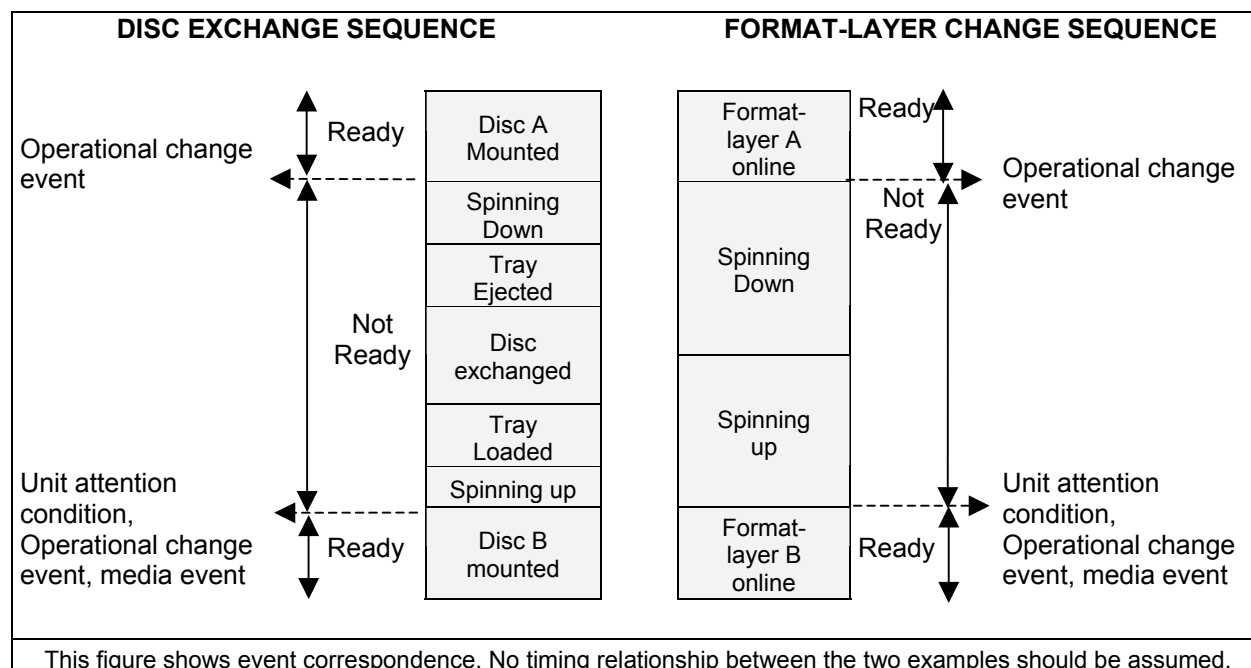 DISC EXCHANGE SEQUENCE
FORMAT-LAYER CHANGE SEQUENCE
Operational change
event
Ready
Not
Ready
Unit attention
condition,
Operational change
event, media event
Ready
Disc A
Mounted
Spinning
Down
Tray
Ejected
Disc
exchanged
Tray
Loaded
Spinning up
Disc B
mounted
Format-
layer A
online
Spinning
Down
Spinning
up
Format-
layer B
online
Ready
Operational change
event
Not
Ready
Ready
Unit attention
condition,
Operational change
event, media event
This figure shows event correspondence. No timing relationship between the two examples should be assumed.